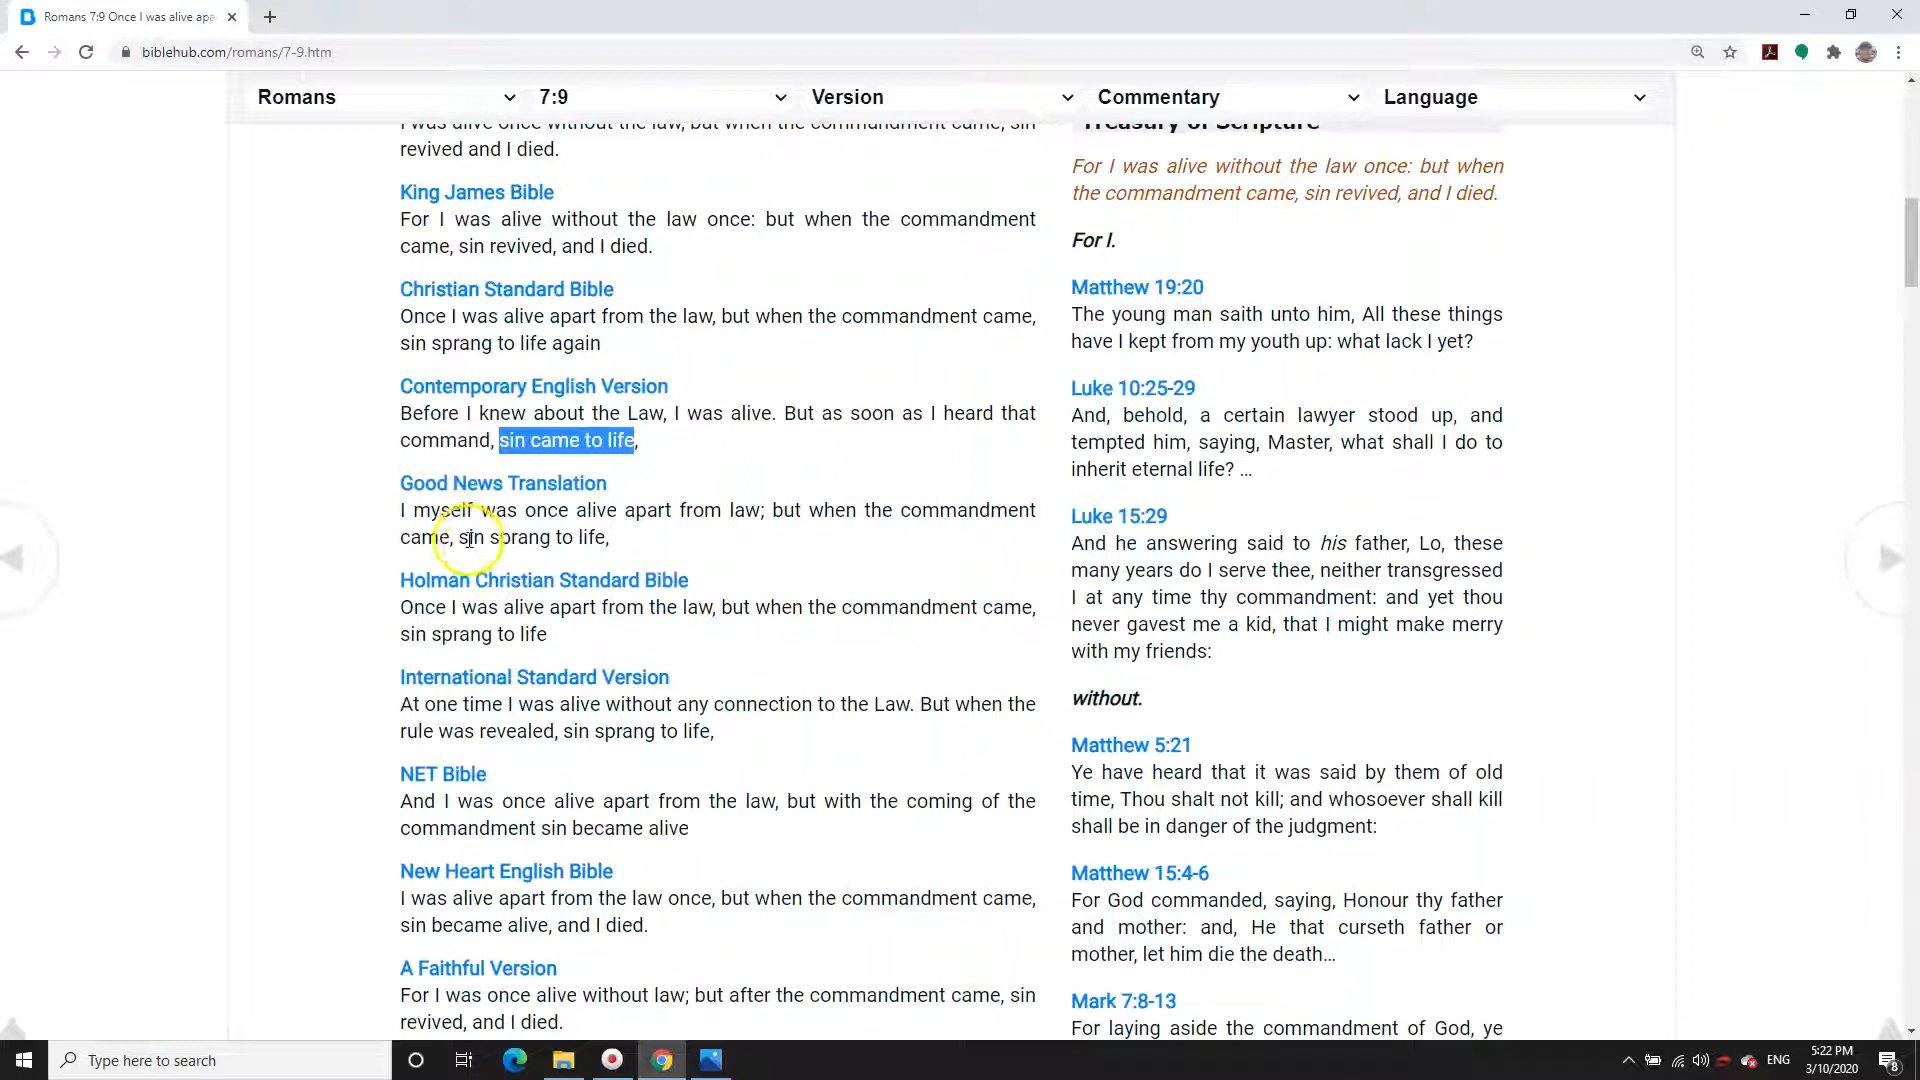 Romans 7:9 Once I was alive apa
biblehub.com/romans/7-9.htm
Romans
7:9
Version
Commentary
Language
I was alive once without the law, but when the commandment came, sin
revived and I died.
King James Bible
For I was alive without the law once: but when the commandment
came, sin revived, and I died.
Christian Standard Bible
Once I was alive apart from the law, but when the commandment came,
sin sprang to life again
Contemporary English Version
Before I knew about the Law, I was alive. But as soon as I heard that
command, sin came to life,
Good News Translation
I myself was once alive apart from law; but when the commandment
came, sin sprang to life,
Holman Christian Standard Bible
Once I was alive apart from the law, but when the commandment came,
sin sprang to life
International Standard Version
At one time I was alive without any connection to the Law. But when the
rule was revealed, sin sprang to life,
NET Bible
And I was once alive apart from the law, but with the coming of the
commandment sin became alive
New Heart English Bible
I was alive apart from the law once, but when the commandment came,
sin became alive, and I died.
A Faithful Version
For I was once alive without law; but after the commandment came, sin
revived, and I died.
Treasury of Scripture
For I was alive without the law once: but when
the commandment came, sin revived, and I died.
For I.
Matthew 19:20
The young man saith unto him, All these things
have I kept from my youth up: what lack I yet?
Luke 10:25-29
And, behold, a certain lawyer stood up, and
tempted him, saying, Master, what shall I do to
inherit eternal life? …
Luke 15:29
And he answering said to his father, Lo, these
many years do I serve thee, neither transgressed
I at any time thy commandment: and yet thou
never gavest me a kid, that I might make merry
with my friends:
without.
Matthew 5:21
Ye have heard that it was said by them of old
time, Thou shalt not kill; and whosoever shall kill
shall be in danger of the judgment:
Matthew 15:4-6
For God commanded, saying, Honour thy father
and mother: and, He that curseth father or
mother, let him die the death…
Mark 7:8-13
For laying aside the commandment of God, ye
Type here to search
ENG
5:22 PM
3/10/2020
8